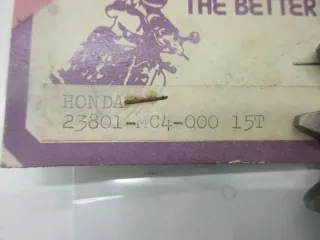 THE BETTER
HONDA
23801-MC4-000 15T